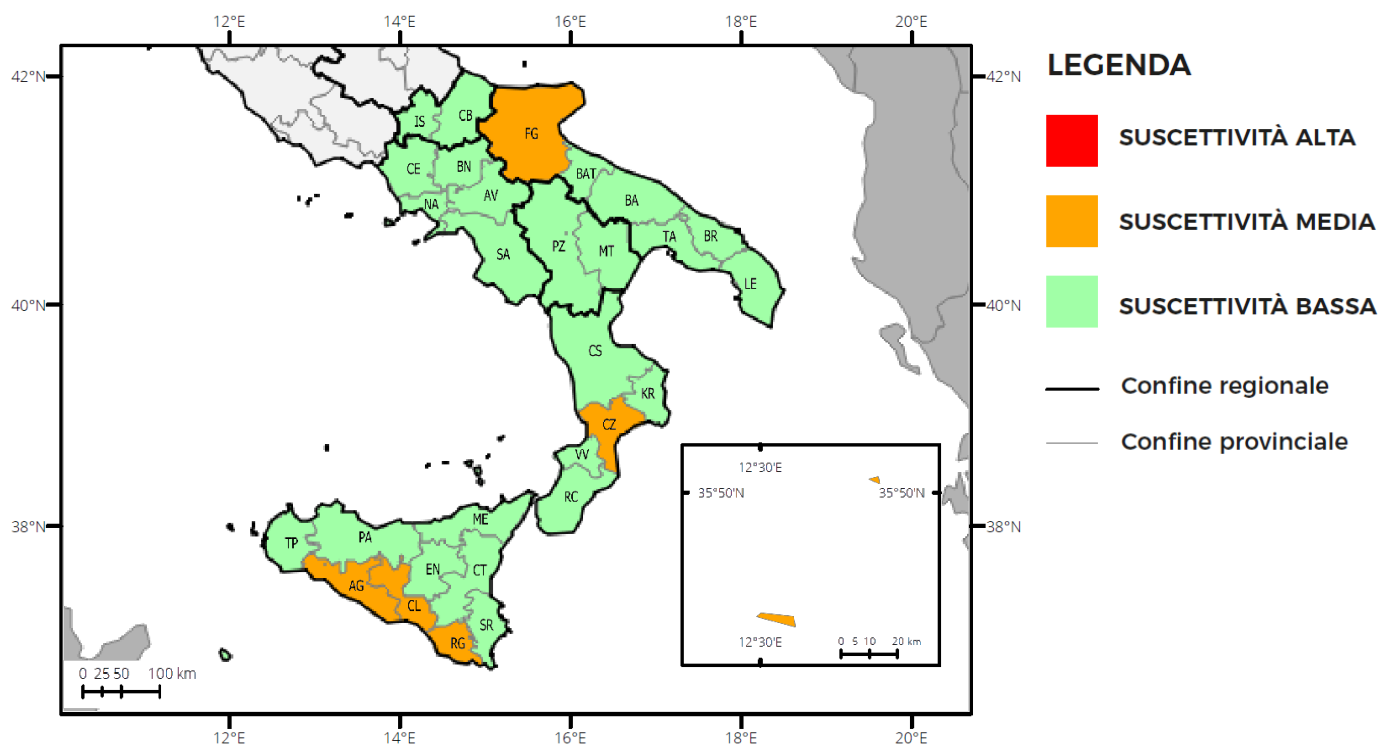 12°E 14°E 16°E 18°E 20°E
42°N 42°N
LEGENDA
SUSCETTIVITÀ ALTA
SUSCETTIVITÀ MEDIA
SUSCETTIVITÀ BASSA
Confine regionale
Confine provinciale
IS CB FG
CE BN BAT
NA AV BA
SA PZ MT TA BR
LE
40°N 40°N
CS
KR
CZ
VV
RC
38°N 38°N
ME
TP PA
EN CT
AG CL
SR
RG
12°30'E
35°50'N 35°50'N
12°30'E
0 5 10 20 km
0 25 50 100 km
12°E 14°E 16°E 18°E 20°E